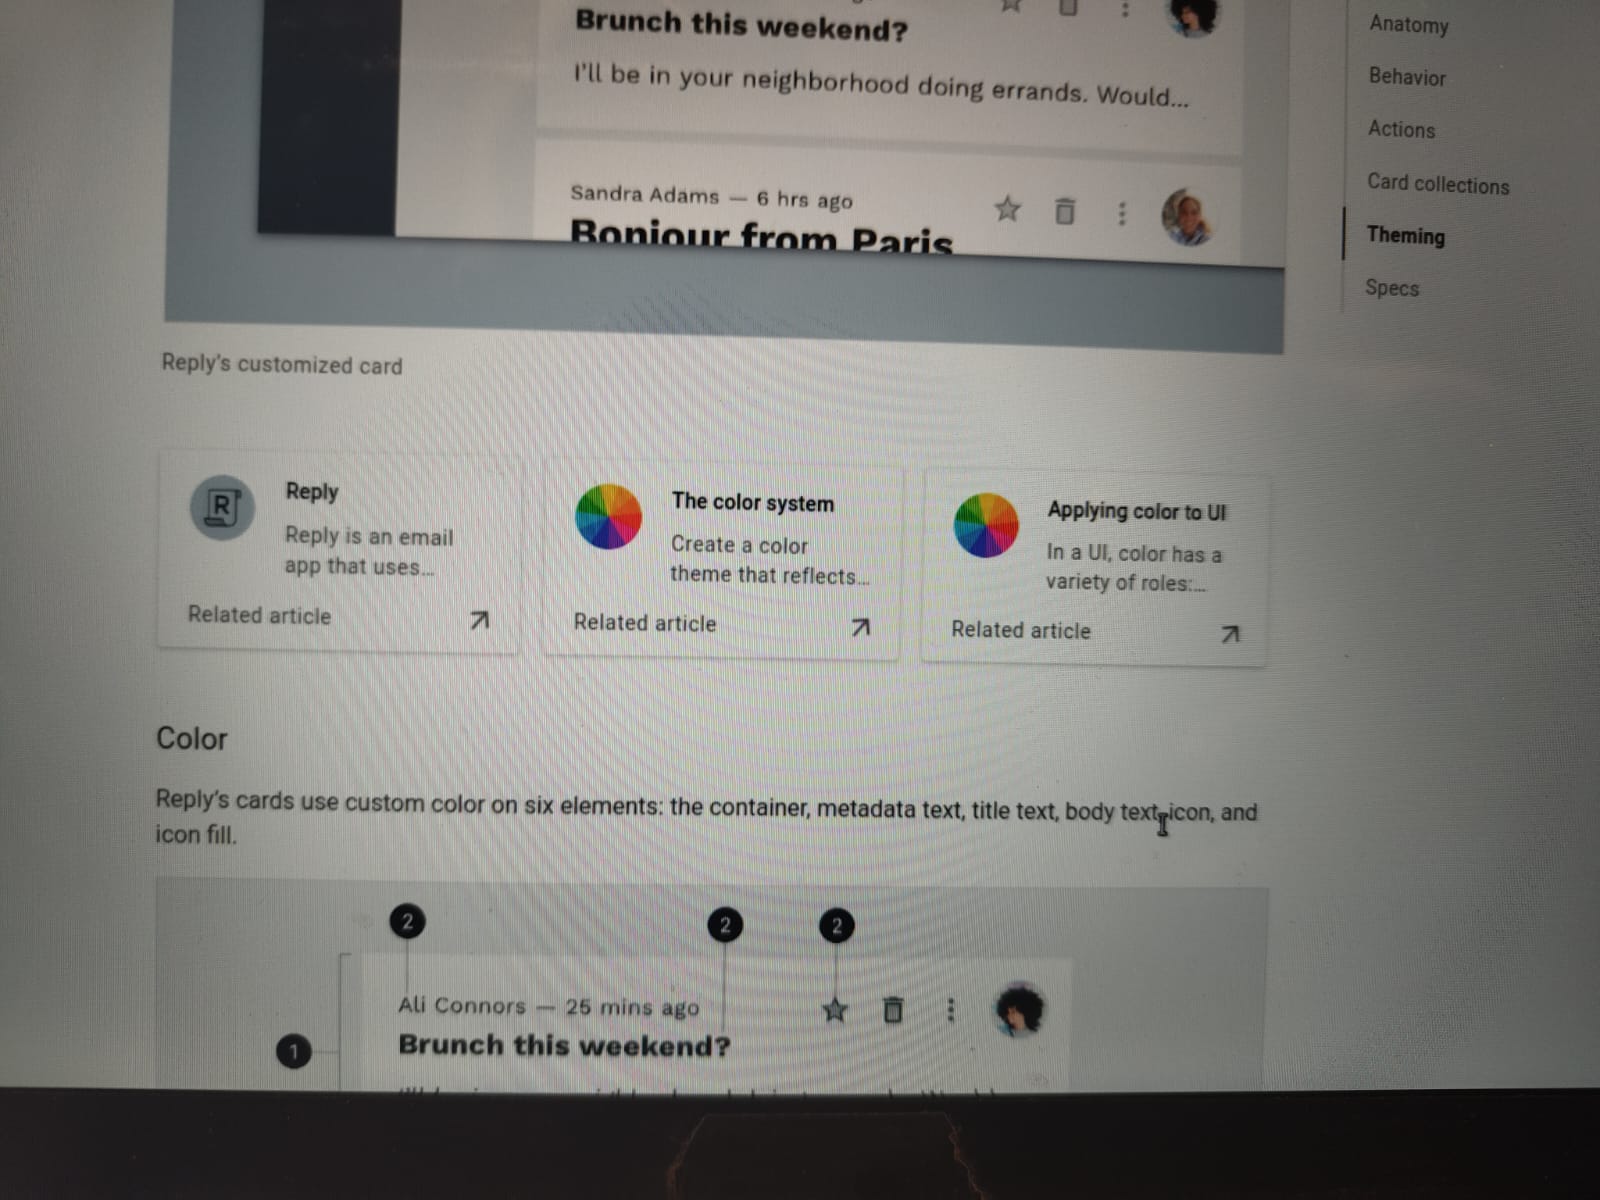 Brunch this weekend?
I'll be in your neighborhood doing errands. Would...
Sandra Adams — 6 hrs ago
Bonjour from Paris
Reply's customized card
Reply
Reply is an email
app that uses...
Related article
The color system
Create a color
theme that reflects...
Related article
Applying color to UI
In a UI, color has a
variety of roles:...
Related article
Color
Reply's cards use custom color on six elements: the container, metadata text, title text, body text, icon, and
icon fill.
2
2
2
Ali Connors — 25 mins ago
1
Brunch this weekend?
Anatomy
Behavior
Actions
Card collections
Theming
Specs